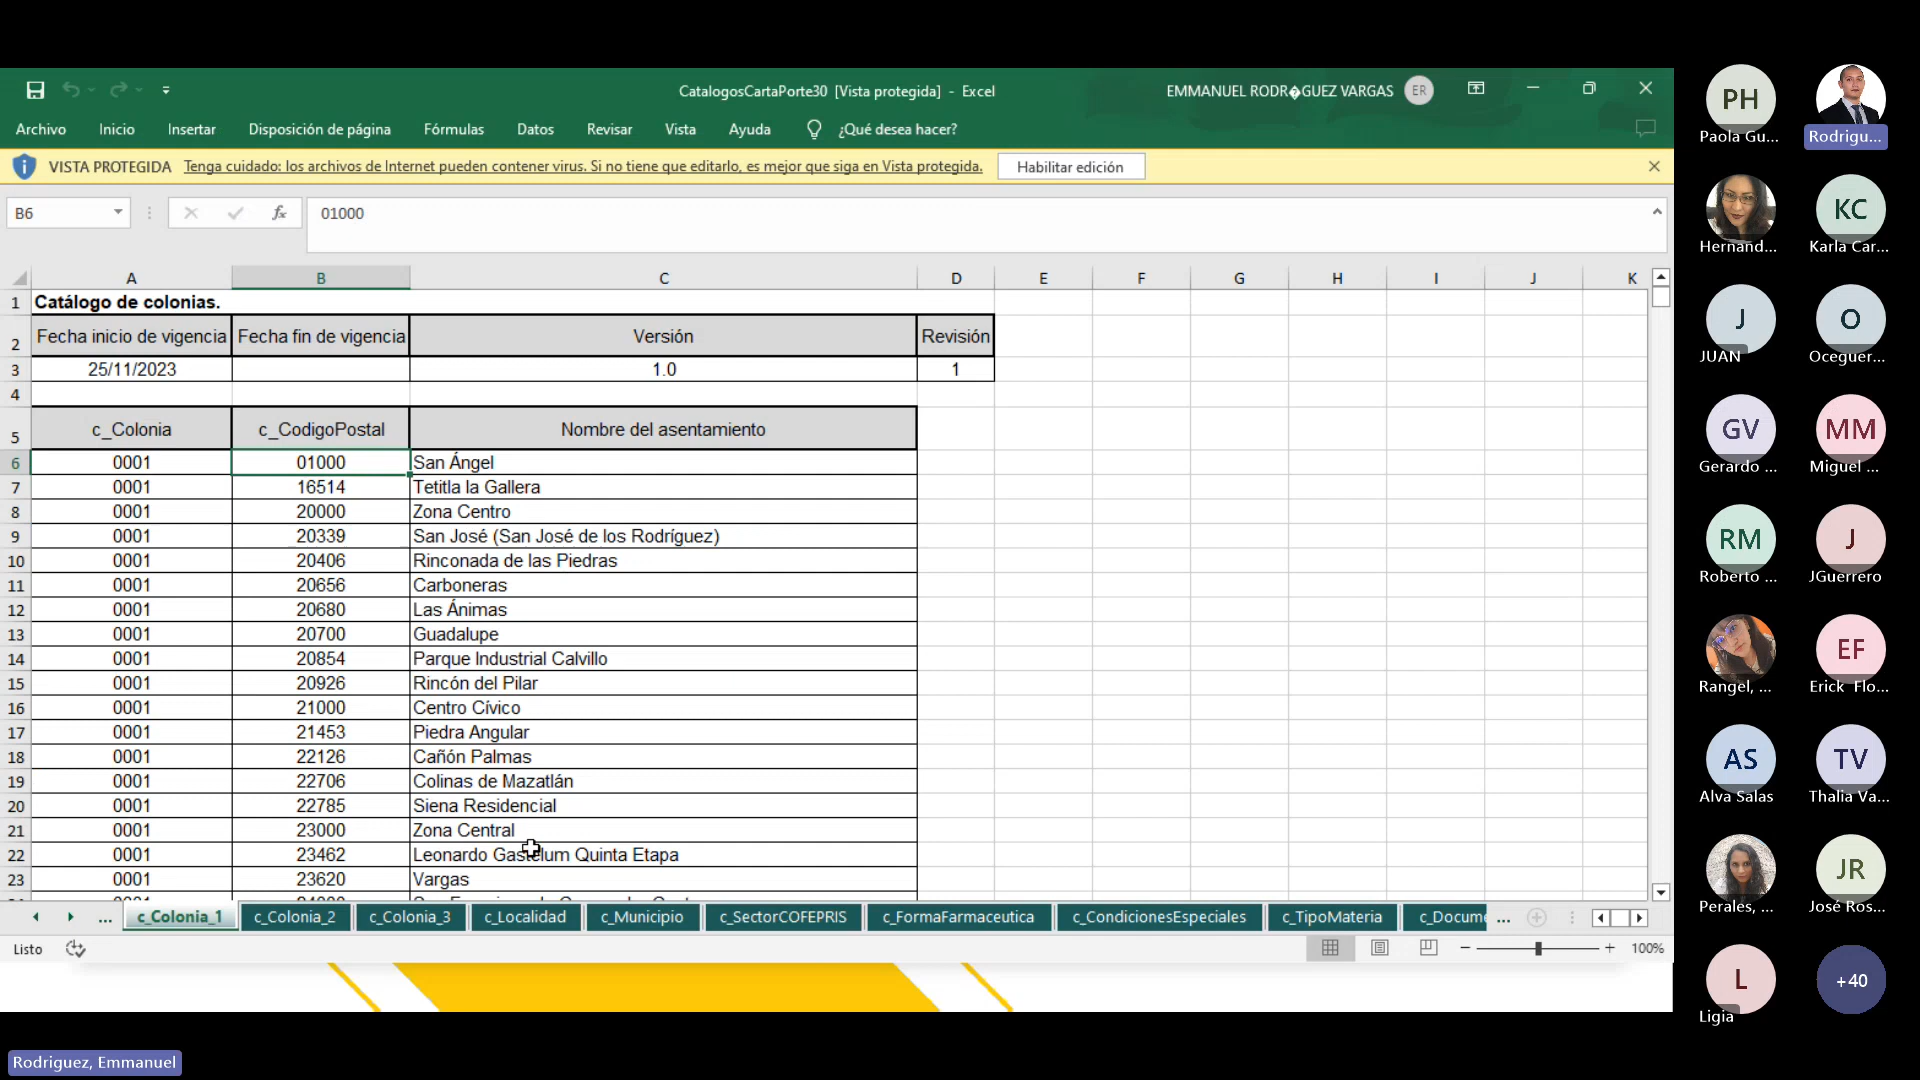 CatalogosCartaPorte30 [Vista protegida] - Excel
EMMANUEL RODR�GUEZ VARGAS
ER
Archivo
Inicio
Insertar
Disposición de página
Fórmulas
Datos
Revisar
Vista
Ayuda
¿Qué desea hacer?
VISTA PROTEGIDA Tenga cuidado: los archivos de Internet pueden contener virus. Si no tiene que editarlo, es mejor que siga en Vista protegida. Habilitar edición
B6
fx
01000
A B C D E F G H I J K
1 Catálogo de colonias.
2 Fecha inicio de vigencia Fecha fin de vigencia Versión Revisión
3 25/11/2023 1.0 1
4
5 c_Colonia c_CodigoPostal Nombre del asentamiento
6 0001 01000 San Ángel
7 0001 16514 Tetitla la Gallera
8 0001 20000 Zona Centro
9 0001 20339 San José (San José de los Rodríguez)
10 0001 20406 Rinconada de las Piedras
11 0001 20656 Carboneras
12 0001 20680 Las Ánimas
13 0001 20700 Guadalupe
14 0001 20854 Parque Industrial Calvillo
15 0001 20926 Rincón del Pilar
16 0001 21000 Centro Cívico
17 0001 21453 Piedra Angular
18 0001 22126 Cañón Palmas
19 0001 22706 Colinas de Mazatlán
20 0001 22785 Siena Residencial
21 0001 23000 Zona Central
22 0001 23462 Leonardo Gastelum Quinta Etapa
23 0001 23620 Vargas
... c_Colonia_1 c_Colonia_2 c_Colonia_3 c_Localidad c_Municipio c_SectorCOFEPRIS c_FormaFarmaceutica c_CondicionesEspeciales c_TipoMateria c_Docume ...
Listo
100%
PH
Paola Gu...
Rodrigu...
Hernand...
KC
Karla Car...
J
JUAN
O
Oceguer...
GV
Gerardo ...
MM
Miguel ...
RM
Roberto ...
J
JGuerrero
Rangel, ...
EF
Erick Flo...
AS
Alva Salas
TV
Thalia Va...
Perales, ...
JR
José Ros...
L
Ligia
+40
Rodriguez, Emmanuel